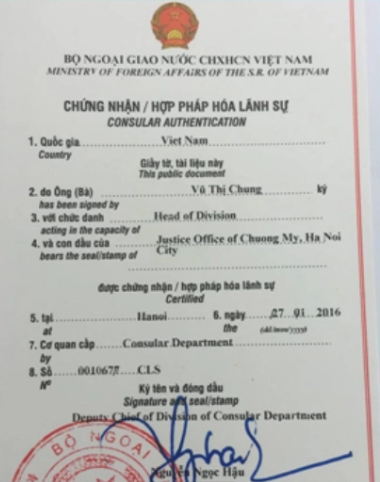 BỘ NGOẠI GIAO NƯỚC CHXHCN VIỆT NAM
MINISTRY OF FOREIGN AFFAIRS OF THE S.R. OF VIETNAM
CHỨNG NHẬN / HỢP PHÁP HÓA LÃNH SỰ
CONSULAR AUTHENTICATION
1. Quốc gia Viet Nam
Country
Giấy tờ, tài liệu này
This public document
2. do Ông (Bà) Vũ Thị Chung ký
has been signed by
3. với chức danh Head of Division
acting in the capacity of
4. và con dấu của Justice Office of Chuong My, Ha Noi
bears the seal/stamp of City
được chứng nhận / hợp pháp hóa lãnh sự
Certified
5. tại Hanoi 6. ngày 27 01 2016
at the (dd/mm/yyyy)
7. Cơ quan cấp Consular Department
by
8. Số CLS
Nº
Ký tên và đóng dấu
Signature and seal/stamp
Deputy Chief of Division of Consular Department
BỘ NGOẠI
Nguyễn Ngọc Hậu